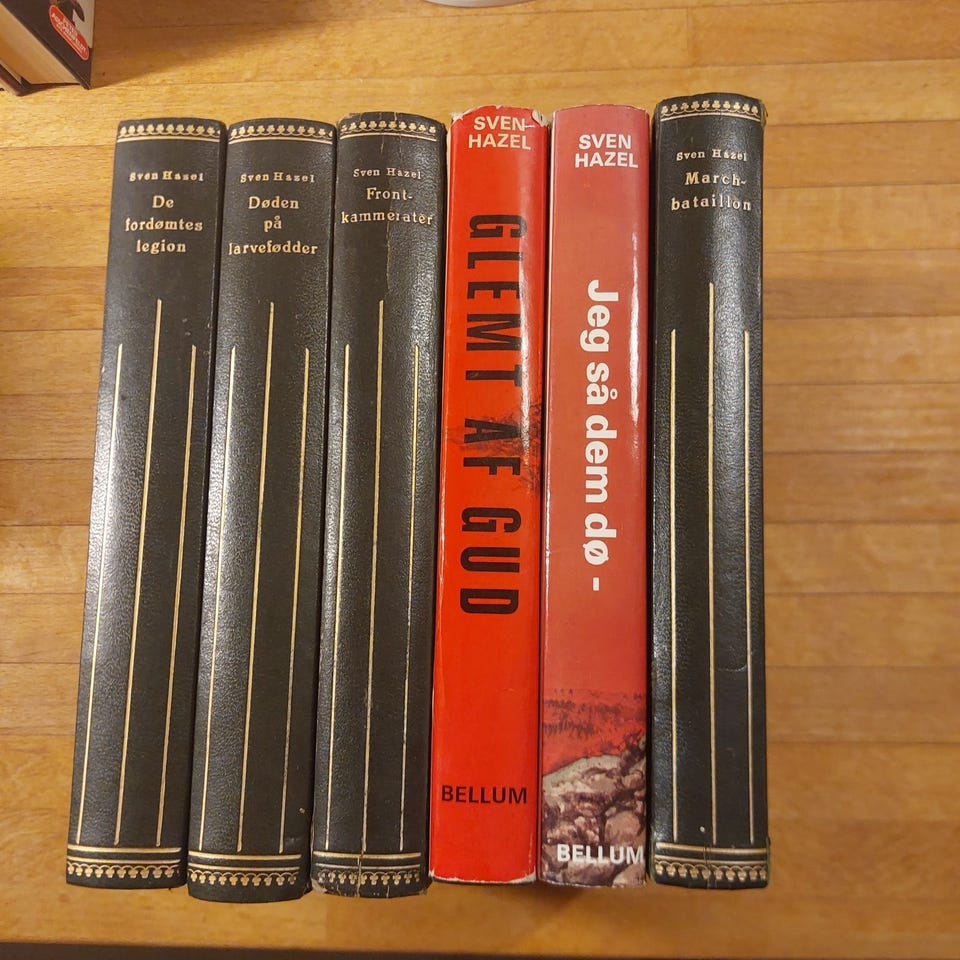 Sven Hazel
De
fordømtes
legion
Sven Hazel
Døden
på
larvefødder
Sven Hazel
Front-
kammerater
SVEN
HAZEL
GLEMT AF GUD
BELLUM
SVEN
HAZEL
Jeg så dem dø -
BELLUM
Sven Hazel
March-
bataillon